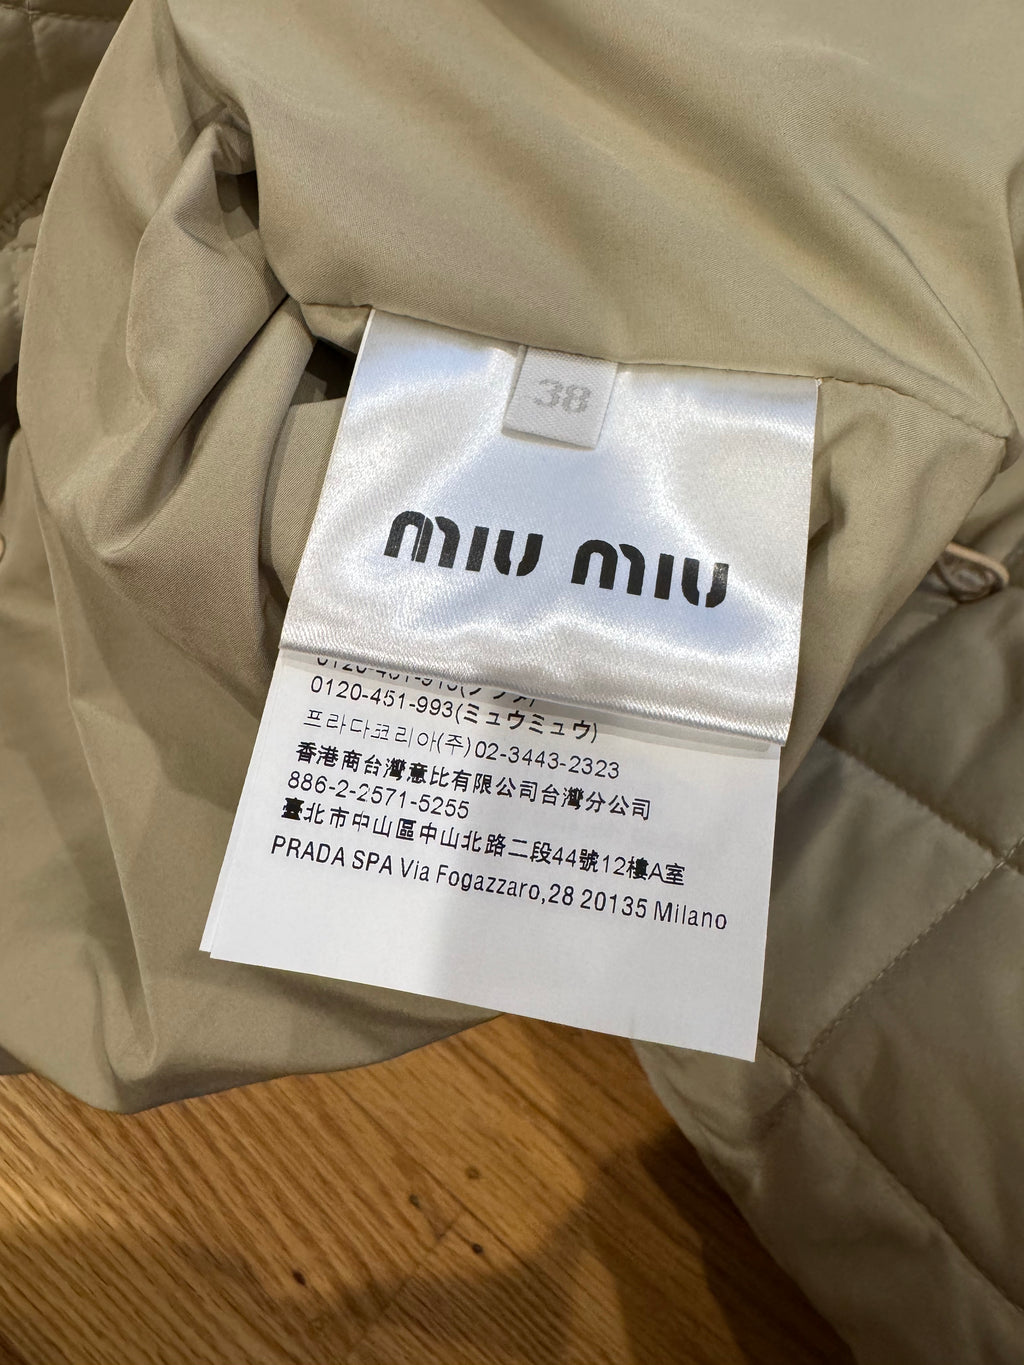 38
miu miu
0120-451-993(ミュウミュウ)
프라다코리아(주)02-3443-2323
香港商台灣意比有限公司台灣分公司
886-2-2571-5255
臺北市中山區中山北路二段44號12樓A室
PRADA SPA Via Fogazzaro,28 20135 Milano